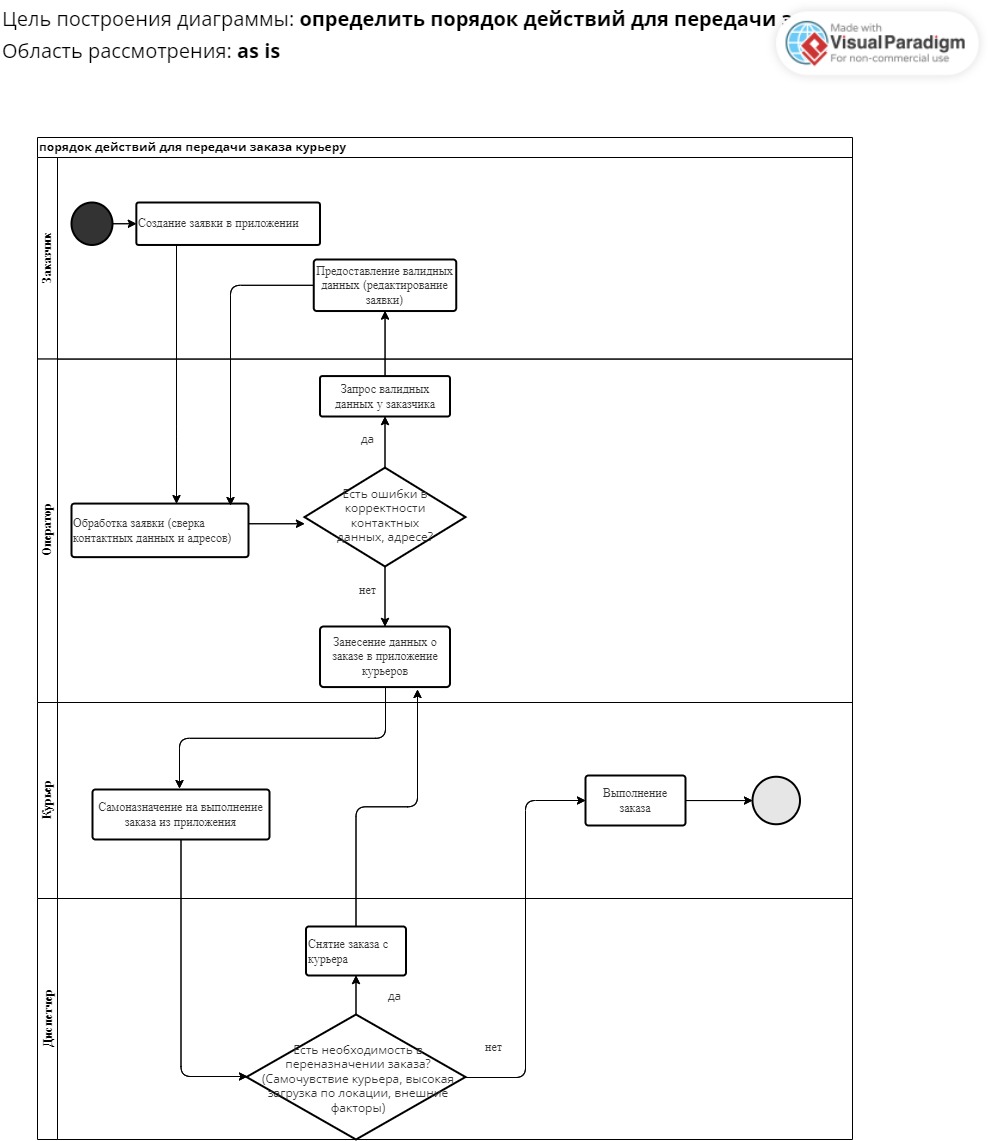 Цель построения диаграммы: определить порядок действий для передачи
Made with
VisualParadigm
For non-commercial use
Область рассмотрения: as is
порядок действий для передачи заказа курьеру
Заказчик
Создание заявки в приложении
Предоставление валидных
данных (редактирование
заявки)
Оператор
Запрос валидных
данных у заказчика
да
Есть ошибки в
корректности
контактных
данных, адресе?
Обработка заявки (сверка
контактных данных и адресов)
нет
Занесение данных о
заказе в приложение
курьеров
Курьер
Самоназначение на выполнение
заказа из приложения
Выполнение
заказа
Диспетчер
Снятие заказа с
курьера
да
нет
Есть необходимость в
переназначении заказа?
(Самочувствие курьера, высокая
загрузка по локации, внешние
факторы)